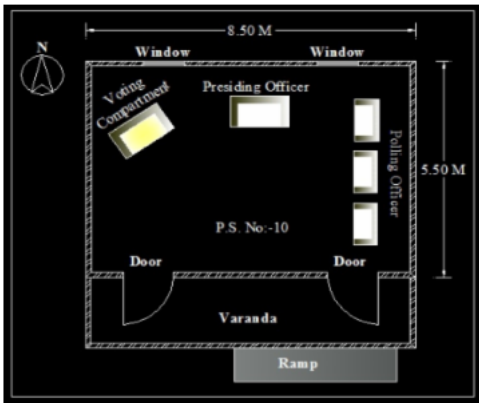 8.50 M
N
Window
Window
Voting
Compartment
Presiding Officer
Polling Officer
5.50 M
P.S. No:-10
Door
Door
Varanda
Ramp